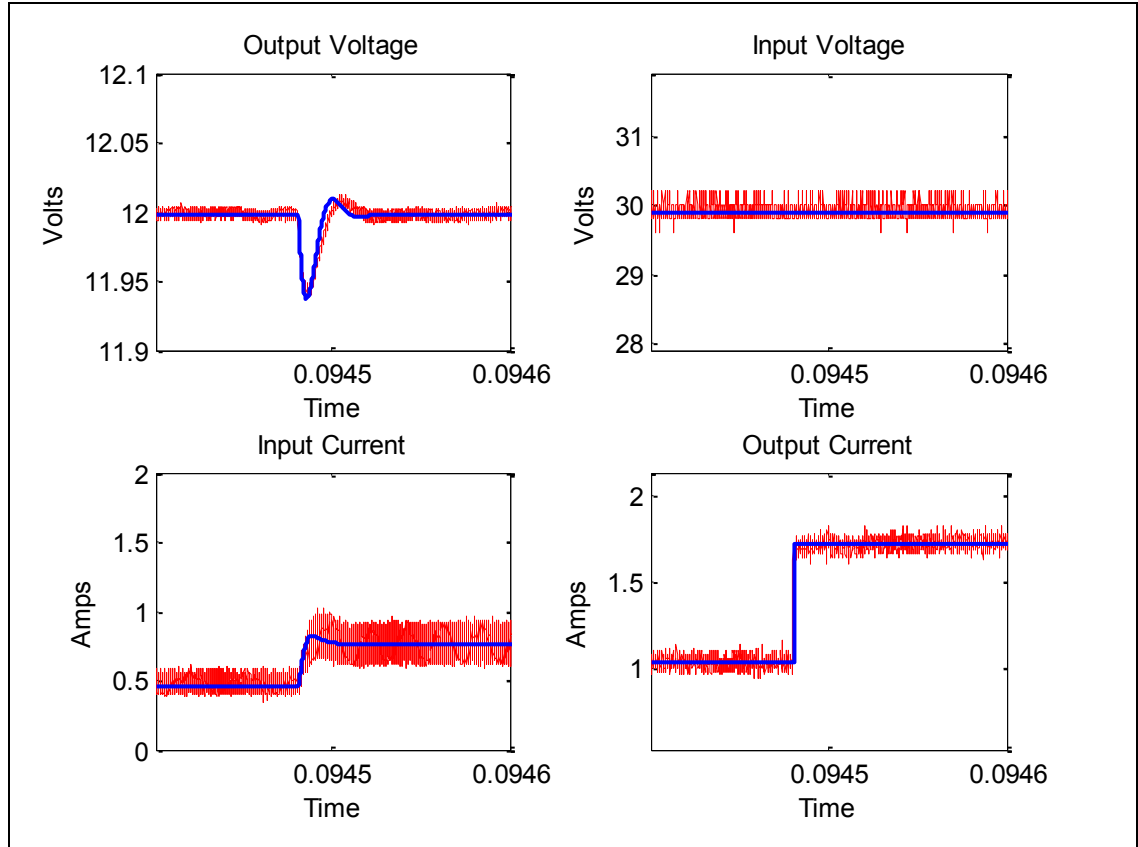 Output Voltage
12.1
12.05
12
11.95
11.9
Volts
0.0945
0.0946
Time
Input Voltage
31
30
29
28
Volts
0.0945
0.0946
Time
Input Current
2
1.5
1
0.5
0
Amps
0.0945
0.0946
Time
Output Current
2
1.5
1
Amps
0.0945
0.0946
Time